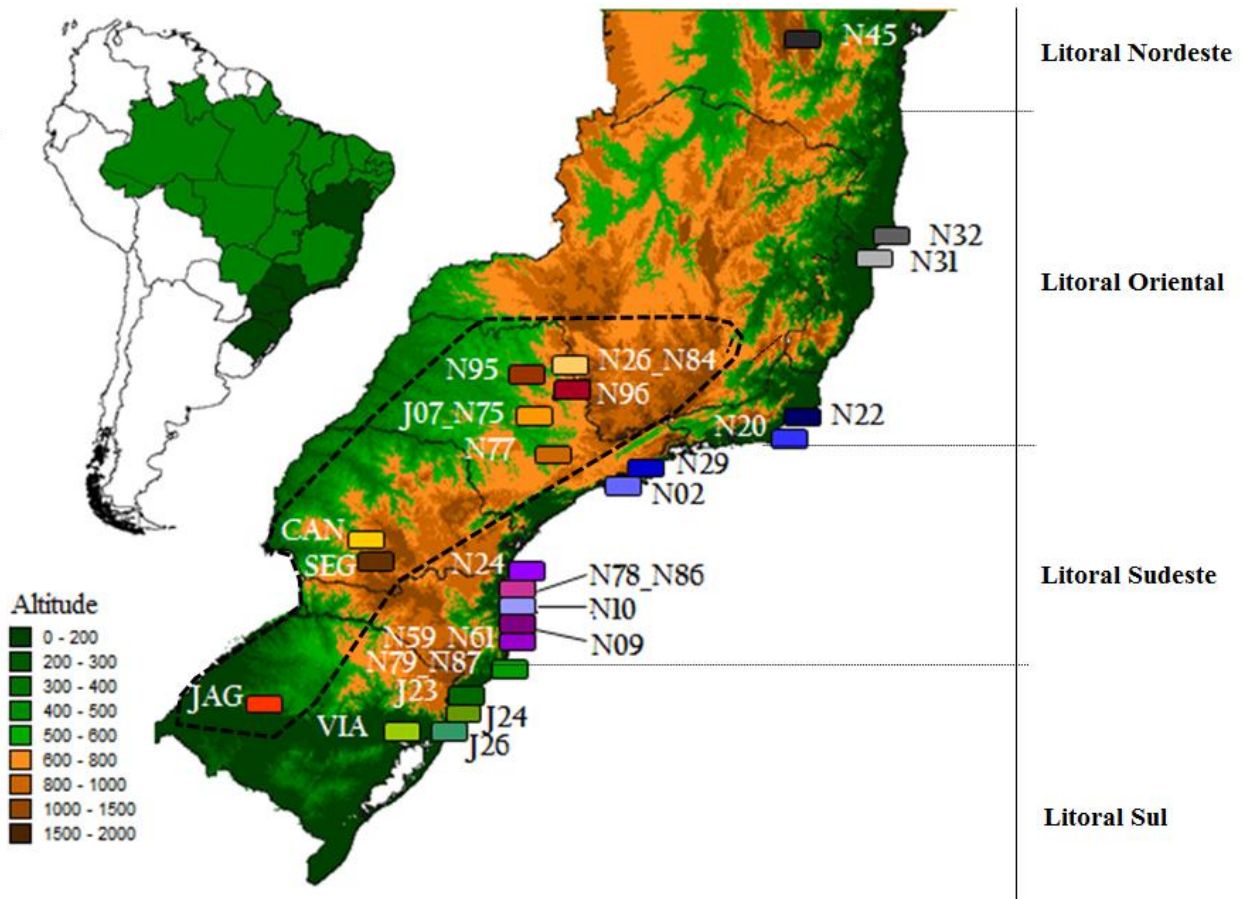 N45
Litoral Nordeste
N32
N31
Litoral Oriental
N95
N26_N84
N96
J07_N75
N77
N20
N22
N29
N02
CAN
SEG
N24
N78_N86
N10
N59_N61
N09
N79_N87
J23
J24
JAG
VIA
J26
Litoral Sudeste
Litoral Sul
Altitude
0 - 200
200 - 300
300 - 400
400 - 500
500 - 600
600 - 800
800 - 1000
1000 - 1500
1500 - 2000